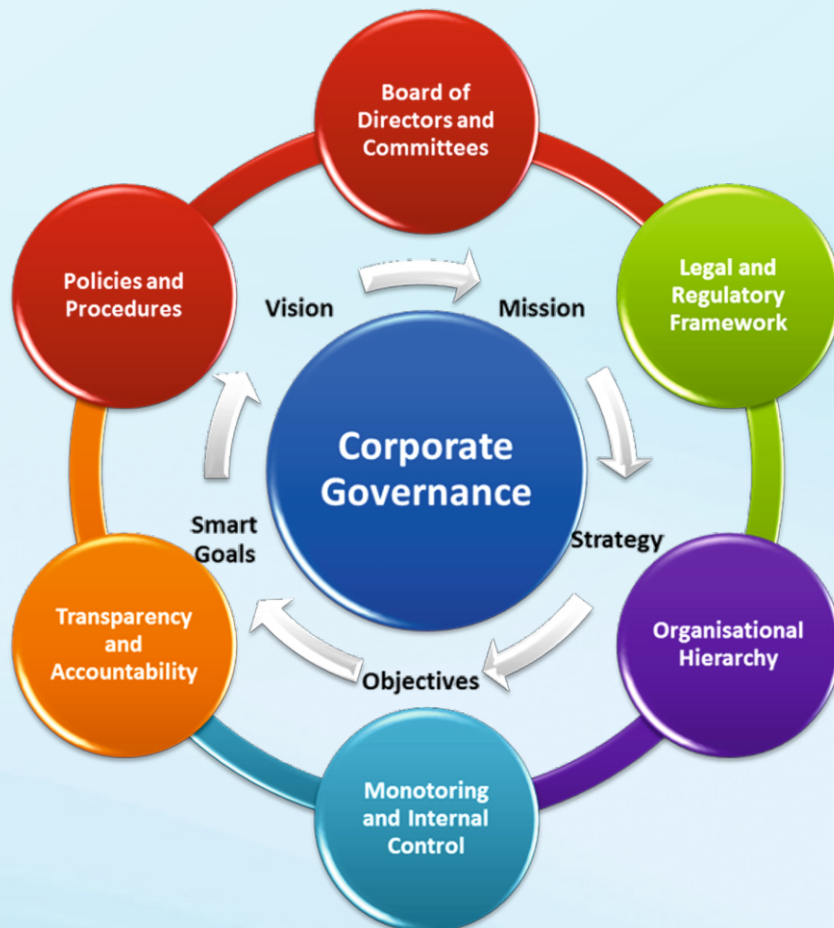 Board of
Directors and
Committees
Policies and
Procedures
Legal and
Regulatory
Framework
Vision
Mission
Corporate
Governance
Smart
Goals
Strategy
Transparency
and
Accountability
Organisational
Hierarchy
Objectives
Monotoring
and Internal
Control